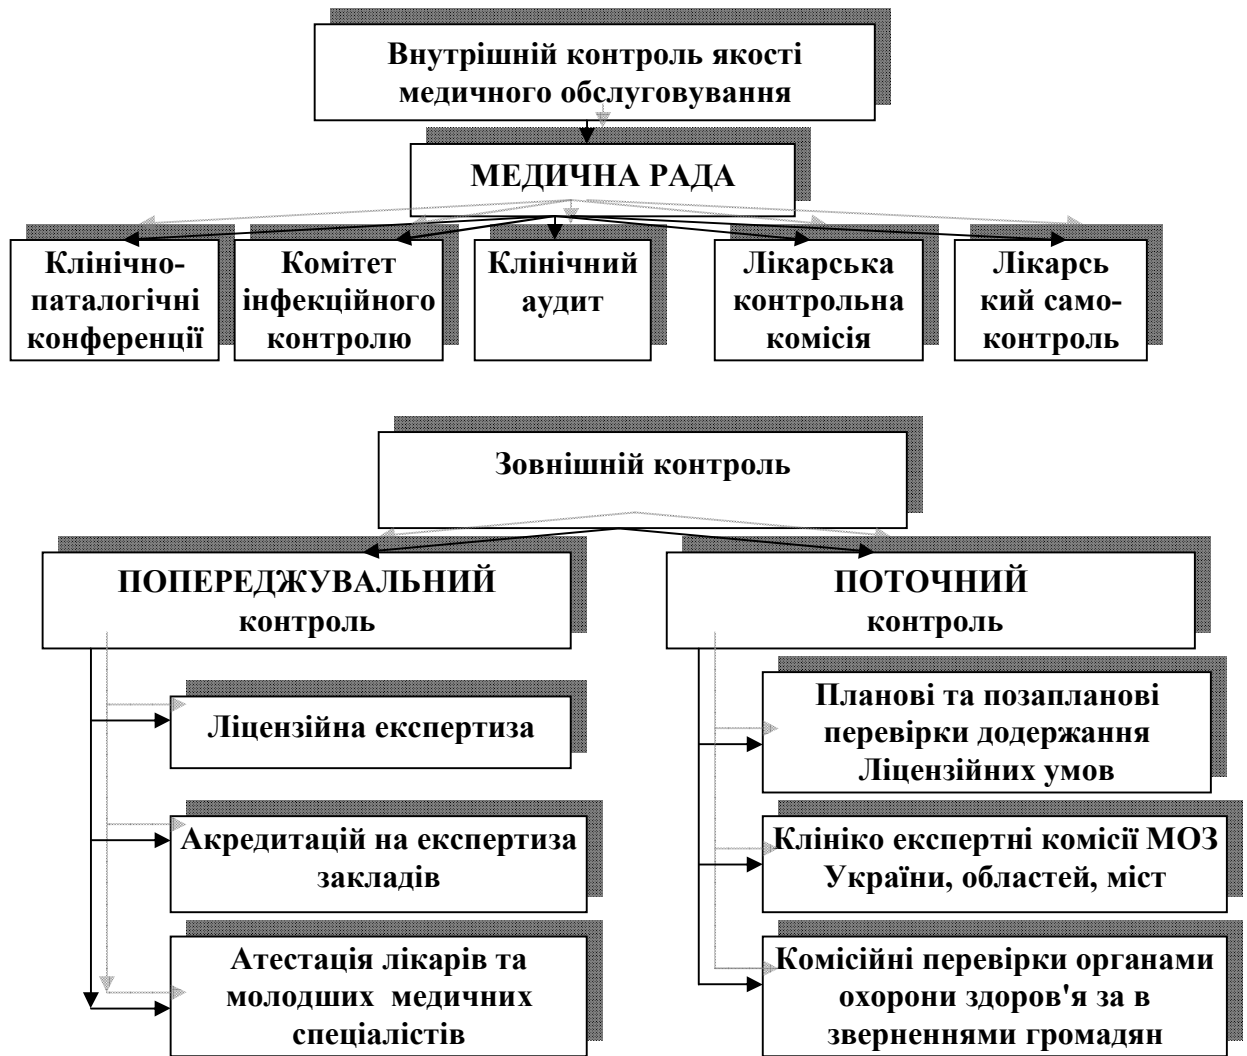 Внутрішній контроль якості
медичного обслуговування
МЕДИЧНА РАДА
Клінічно-
паталогічні
конференції
Комітет
інфекційного
контролю
Клінічний
аудит
Лікарська
контрольна
комісія
Лікарсь
кий само-
контроль
Зовнішній контроль
ПОПЕРЕДЖУВАЛЬНИЙ
контроль
Ліцензійна експертиза
Акредитацій на експертиза
закладів
Атестація лікарів та
молодших медичних
спеціалістів
ПОТОЧНИЙ
контроль
Планові та позапланові
перевірки додержання
Ліцензійних умов
Клініко експертні комісії МОЗ
України, областей, міст
Комісійні перевірки органами
охорони здоров'я за в
зверненнями громадян